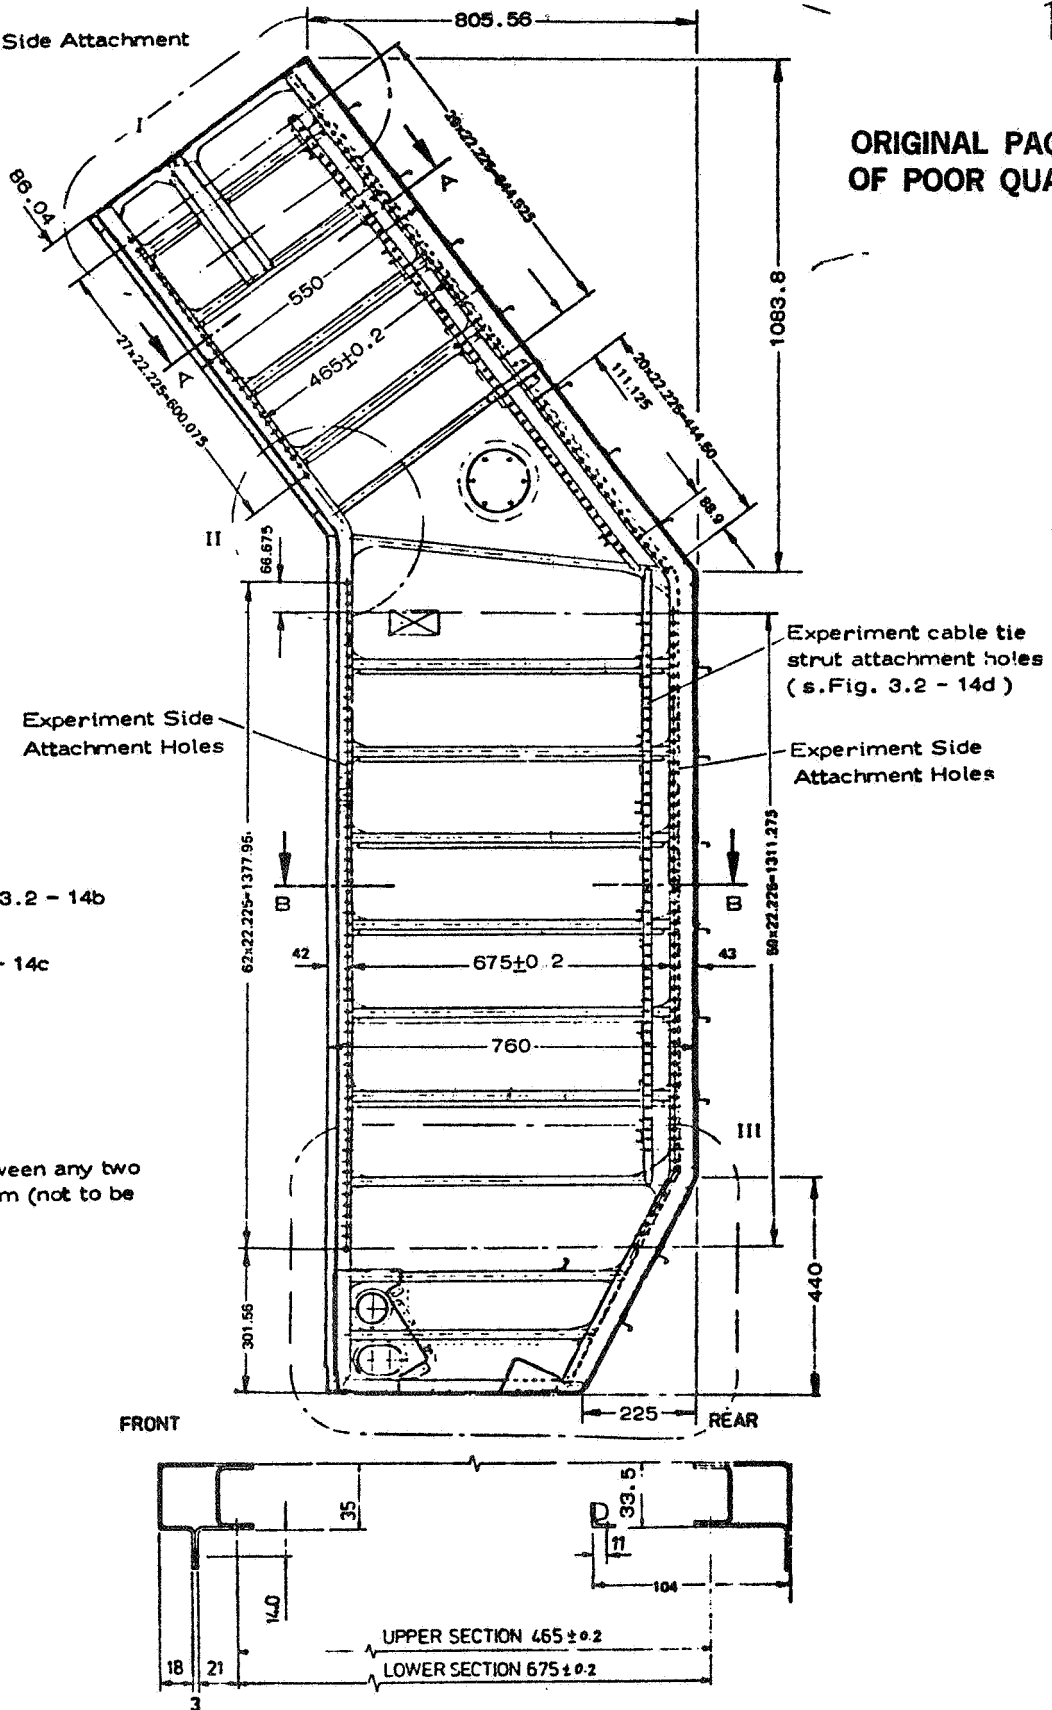 Side Attachment
805.56
ORIGINAL PAG
OF POOR QUA
I
86.04
A
29x22.225=644.525
1083.8
550
465±0.2
A
27x22.225=600.075
20x22.225=444.50
111.125
88.9
II
66.675
Experiment cable tie
strut attachment holes
(s.Fig. 3.2 - 14d)
Experiment Side
Attachment Holes
Experiment Side
Attachment Holes
62x22.225=1377.95
59x22.225=1311.275
3.2 - 14b
B
B
- 14c
42
675±0.2
43
760
III
ween any two
m (not to be
440
301.56
225
FRONT
REAR
35
33.5
11
104
14.0
UPPER SECTION 465±0.2
LOWER SECTION 675±0.2
18
21
3